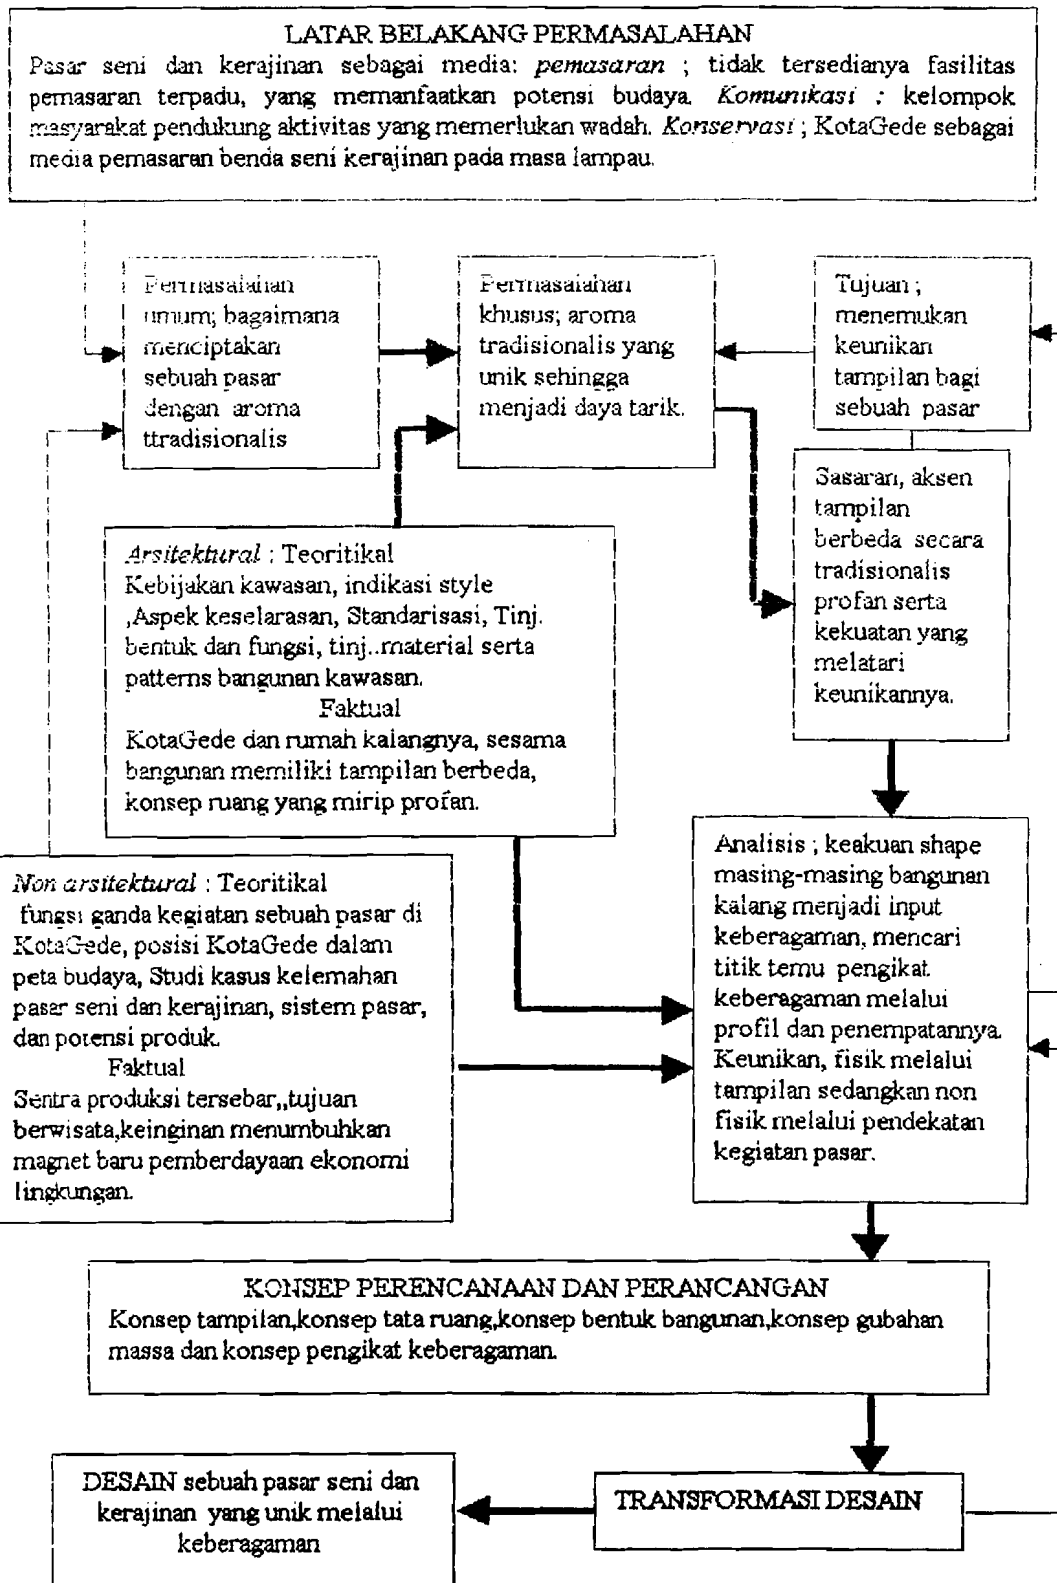 LATAR BELAKANG PERMASALAHAN
Pasar seni dan kerajinan sebagai media: pemasaran ; tidak tersedianya fasilitas
pemasaran terpadu, yang memanfaatkan potensi budaya. Komunikasi : kelompok
masyarakat pendukung aktivitas yang memerlukan wadah. Konservasi ; KotaGede sebagai
media pemasaran benda seni kerajinan pada masa lampau.
Permasalahan
umum; bagaimana
menciptakan
sebuah pasar
dengan aroma
ttradisionalis
Permasalahan
khusus; aroma
tradisionalis yang
unik sehingga
menjadi daya tarik.
Tujuan ;
menemukan
keunikan
tampilan bagi
sebuah pasar
Sasaran, aksen
tampilan
berbeda secara
tradisionalis
profan serta
kekuatan yang
melatari
keunikannya.
Arsitektural : Teoritikal
Kebijakan kawasan, indikasi style
,Aspek keselarasan, Standarisasi, Tinj.
bentuk dan fungsi, tinj..material serta
patterns bangunan kawasan.
Faktual
KotaGede dan rumah kalangnya, sesama
bangunan memiliki tampilan berbeda,
konsep ruang yang mirip profan.
Non arsitektural : Teoritikal
fungsi ganda kegiatan sebuah pasar di
KotaGede, posisi KotaGede dalam
peta budaya, Studi kasus kelemahan
pasar seni dan kerajinan, sistem pasar,
dan potensi produk.
Faktual
Sentra produksi tersebar,,tujuan
berwisata,keinginan menumbuhkan
magnet baru pemberdayaan ekonomi
lingkungan.
Analisis ; keakuan shape
masing-masing bangunan
kalang menjadi input
keberagaman, mencari
titik temu pengikat
keberagaman melalui
profil dan penempatannya.
Keunikan, fisik melalui
tampilan sedangkan non
fisik melalui pendekatan
kegiatan pasar.
KONSEP PERENCANAAN DAN PERANCANGAN
Konsep tampilan,konsep tata ruang,konsep bentuk bangunan,konsep gubahan
massa dan konsep pengikat keberagaman.
TRANSFORMASI DESAIN
DESAIN sebuah pasar seni dan
kerajinan yang unik melalui
keberagaman